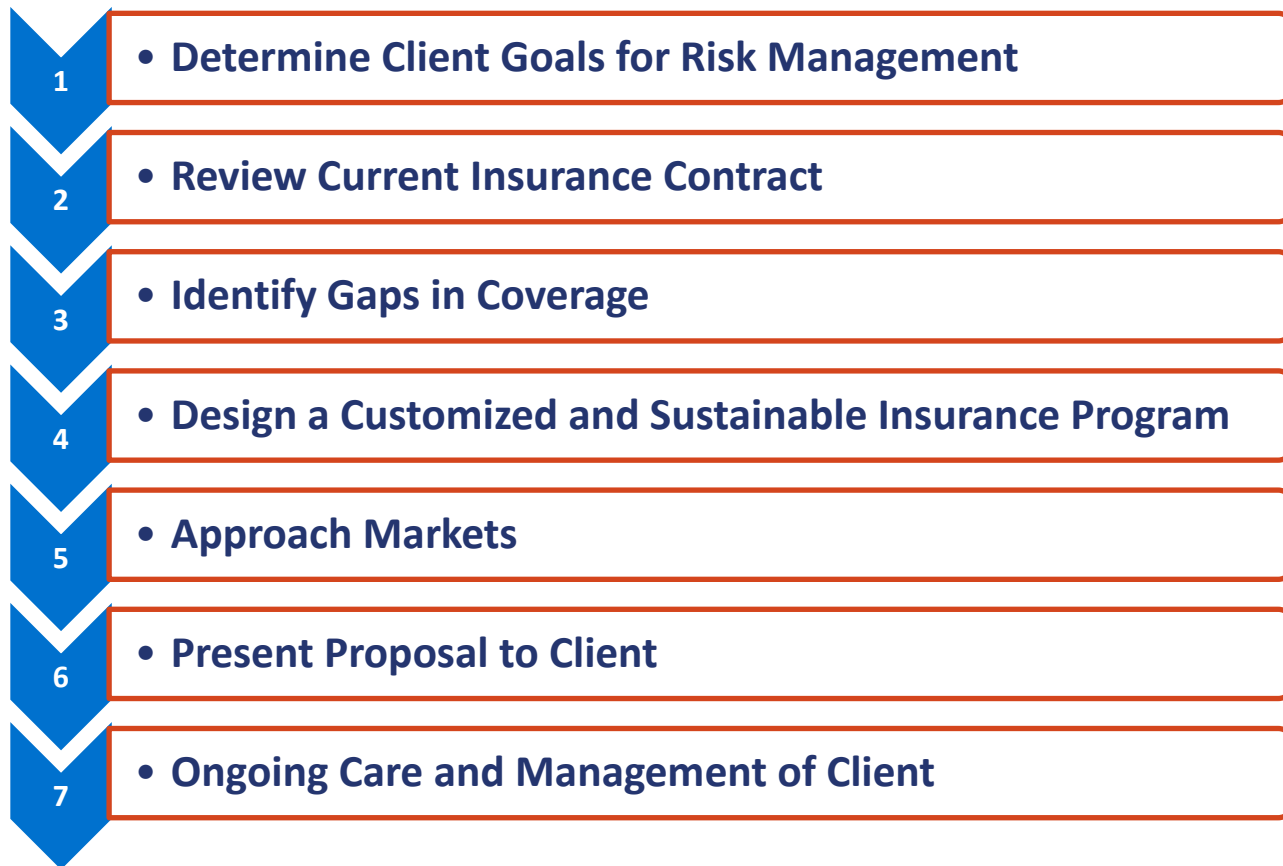 1
• Determine Client Goals for Risk Management
2
• Review Current Insurance Contract
3
• Identify Gaps in Coverage
4
• Design a Customized and Sustainable Insurance Program
5
• Approach Markets
6
• Present Proposal to Client
7
• Ongoing Care and Management of Client